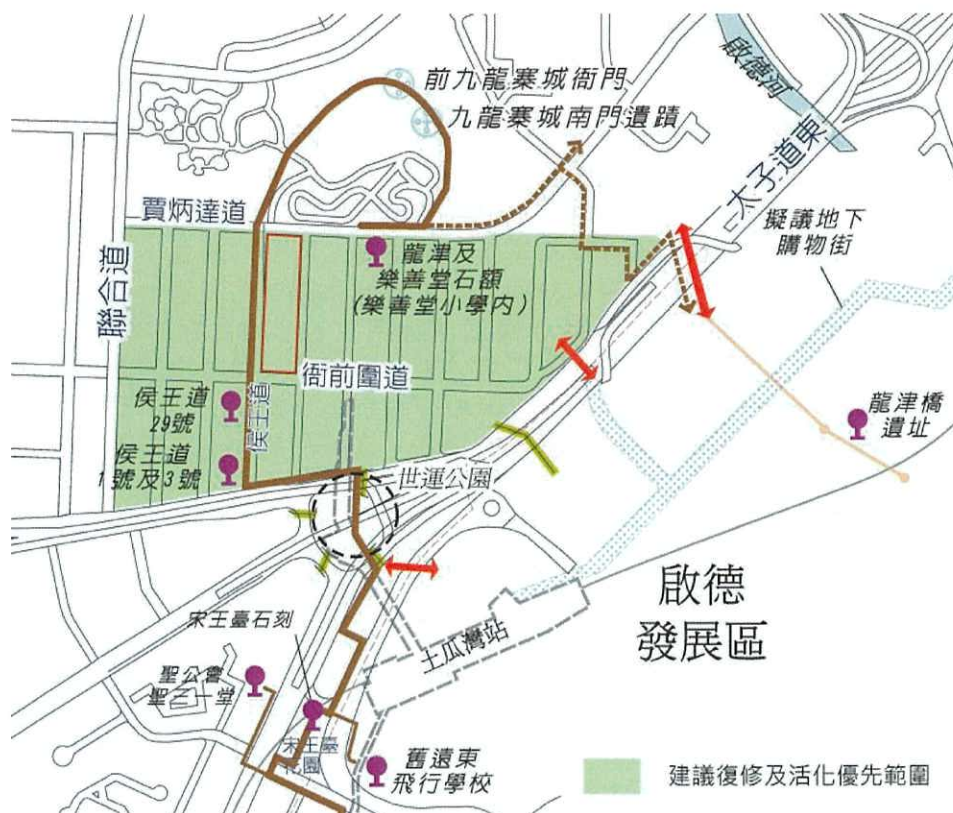 前九龍寨城衙門
九龍寨城南門遺蹟
啟德河
太子道東
擬議地下
購物街
賈炳達道
聯合道
龍津及
樂善堂石額
(樂善堂小學內)
衙前圍道
侯王道
29號
侯王道
侯王道
1號及3號
世運公園
龍津橋
遺址
啟德
發展區
宋王臺石刻
土瓜灣站
聖公會
聖三一堂
宋王臺
花園
舊遠東
飛行學校
建議復修及活化優先範圍